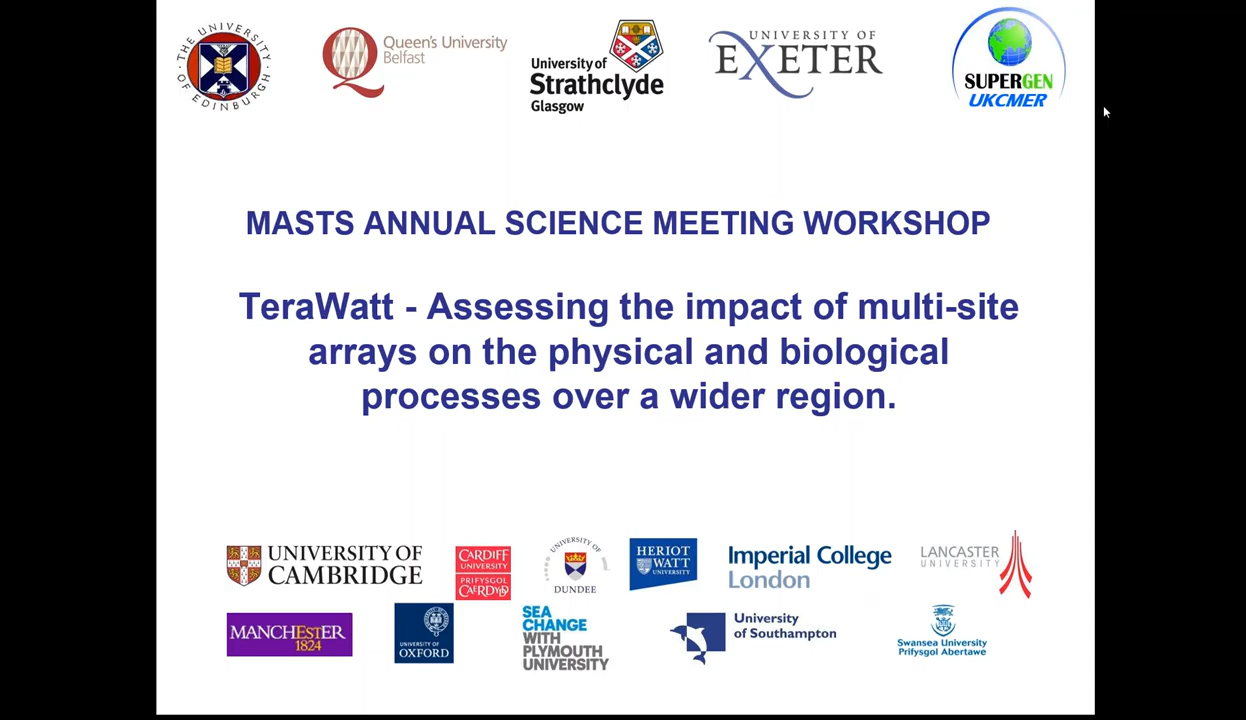 THE UNIVERSITY OF EDINBURGH
Queen's University
Belfast
University of
Strathclyde
Glasgow
UNIVERSITY OF
EXETER
SUPERGEN
UKCMER
MASTS ANNUAL SCIENCE MEETING WORKSHOP
TeraWatt - Assessing the impact of multi-site
arrays on the physical and biological
processes over a wider region.
UNIVERSITY OF
CAMBRIDGE
CARDIFF
UNIVERSITY
PRIFYSGOL
CAERDYDD
UNIVERSITY OF
DUNDEE
HERIOT
WATT
UNIVERSITY
Imperial College
London
LANCASTER
UNIVERSITY
MANCHESTER
1824
UNIVERSITY OF
OXFORD
SEA
CHANGE
WITH
PLYMOUTH
UNIVERSITY
University
of Southampton
Swansea University
Prifysgol Abertawe